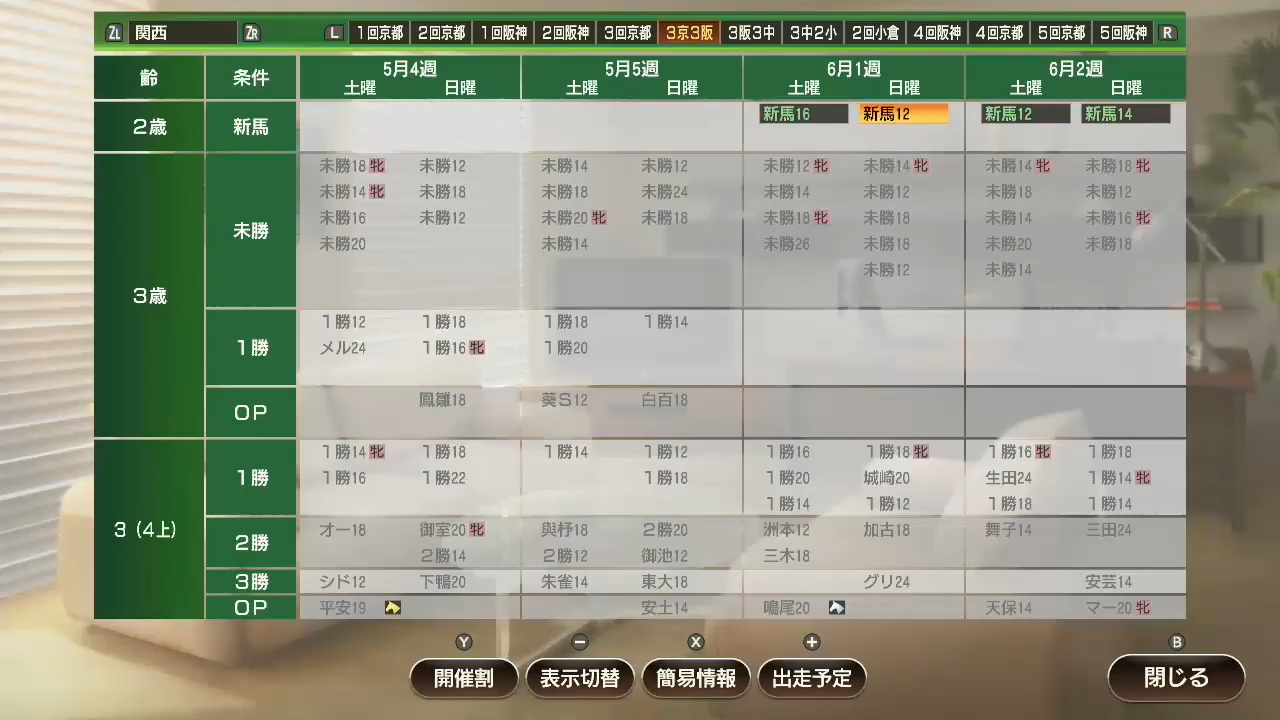 ZL 関西 ZR L 1回京都 2回京都 1回阪神 2回阪神 3回京都 3京3阪 3阪3中 3中2小 2回小倉 4回阪神 4回京都 5回京都 5回阪神 R
齢 条件 5月4週 5月5週 6月1週 6月2週
土曜 日曜 土曜 日曜 土曜 日曜 土曜 日曜
2歳 新馬 新馬16 新馬12 新馬12 新馬14
3歳 未勝 未勝18牝 未勝12 未勝14 未勝12 未勝12牝 未勝14牝 未勝14牝 未勝18牝
未勝14牝 未勝18 未勝18 未勝24 未勝14 未勝12 未勝18 未勝12
未勝16 未勝12 未勝20牝 未勝18 未勝18牝 未勝18 未勝14 未勝16牝
未勝20 未勝14 未勝26 未勝18 未勝20 未勝18
未勝12 未勝14
1勝 1勝12 1勝18 1勝18 1勝14
メル24 1勝16牝 1勝20
OP 鳳雛18 葵S12 白百18
3(4上) 1勝 1勝14牝 1勝18 1勝14 1勝12 1勝16 1勝18牝 1勝16牝 1勝18
1勝16 1勝22 1勝18 1勝20 城崎20 生田24 1勝14牝
1勝14 1勝12 1勝18 1勝14
2勝 オー18 御室20牝 與杼18 2勝20 洲本12 加古18 舞子14 三田24
2勝14 2勝12 御池12 三木18
3勝 シド12 下鴨20 朱雀14 東大18 グリ24 安芸14
OP 平安19 安土14 鳴尾20 天保14 マー20牝
Y − X + B
開催割 表示切替 簡易情報 出走予定 閉じる